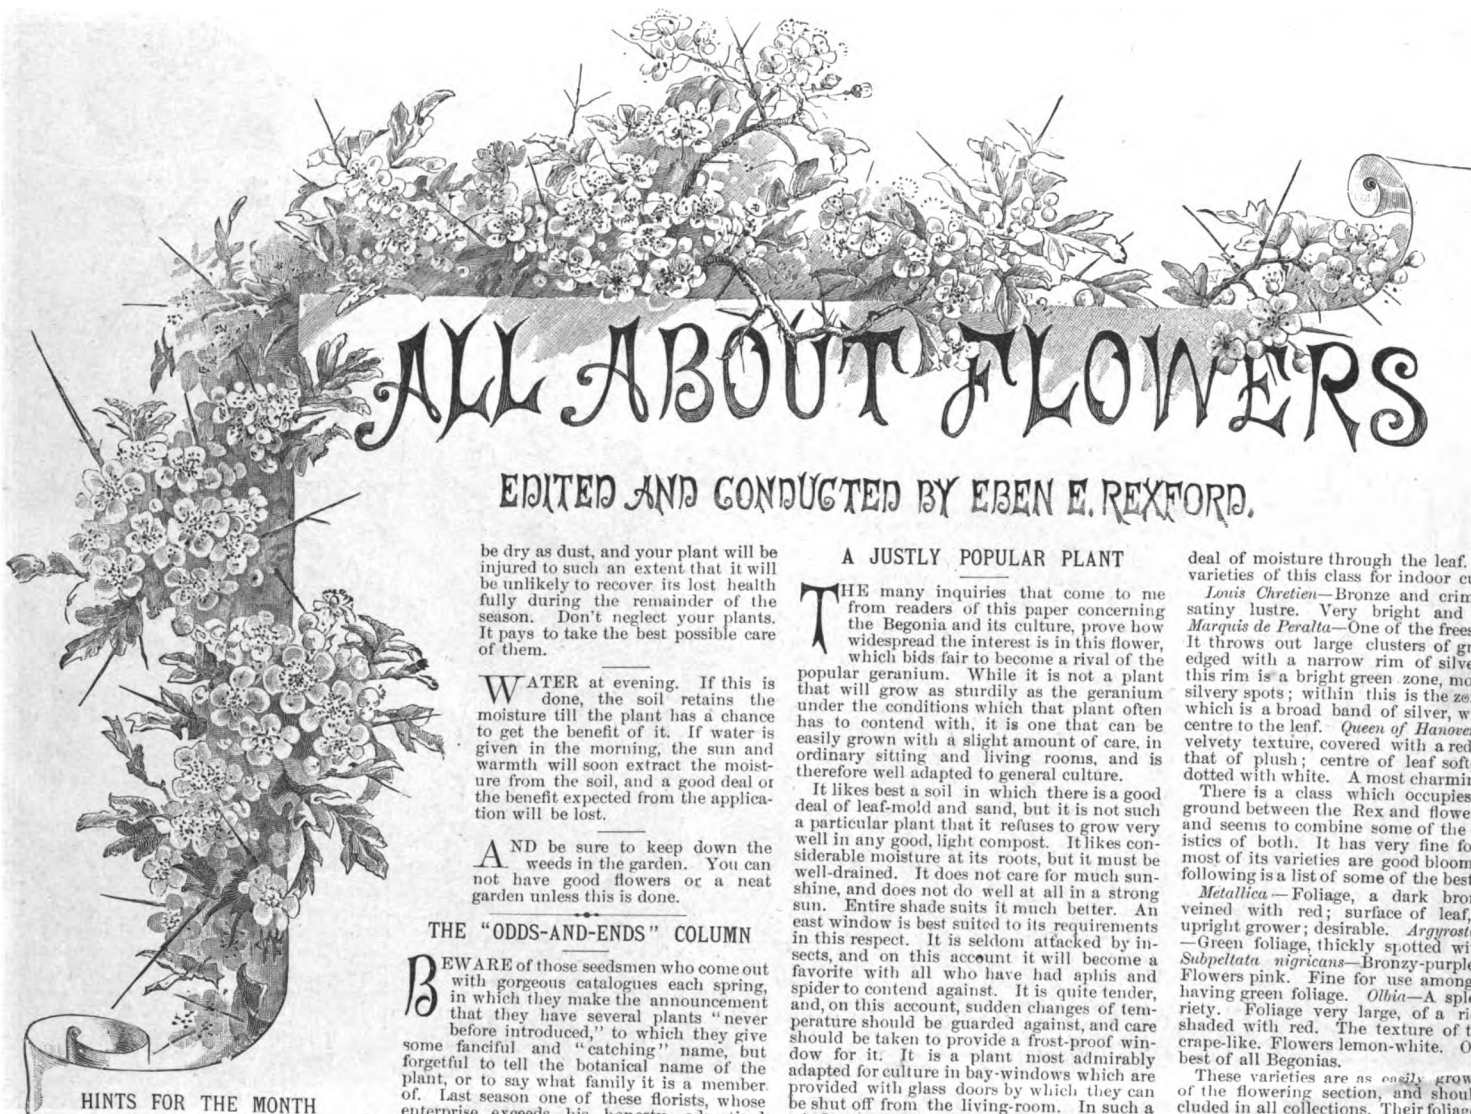 ALL ABOUT FLOWERS
EDITED AND CONDUCTED BY EBEN E. REXFORD.
HINTS FOR THE MONTH
be dry as dust, and your plant will be
injured to such an extent that it will
be unlikely to recover its lost health
fully during the remainder of the
season. Don't neglect your plants.
It pays to take the best possible care
of them.
WATER at evening. If this is
done, the soil retains the
moisture till the plant has a chance
to get the benefit of it. If water is
given in the morning, the sun and
warmth will soon extract the moist-
ure from the soil, and a good deal of
the benefit expected from the applica-
tion will be lost.
AND be sure to keep down the
weeds in the garden. You can
not have good flowers or a neat
garden unless this is done.
THE "ODDS-AND-ENDS" COLUMN
BEWARE of those seedsmen who come out
with gorgeous catalogues each spring,
in which they make the announcement
that they have several plants "never
before introduced," to which they give
some fanciful and "catching" name, but
forgetful to tell the botanical name of the
plant, or to say what family it is a member
of. Last season one of these florists, whose
enterprise exceeds his honesty,
A JUSTLY POPULAR PLANT
THE many inquiries that come to me
from readers of this paper concerning
the Begonia and its culture, prove how
widespread the interest is in this flower,
which bids fair to become a rival of the
popular geranium. While it is not a plant
that will grow as sturdily as the geranium
under the conditions which that plant often
has to contend with, it is one that can be
easily grown with a slight amount of care, in
ordinary sitting and living rooms, and is
therefore well adapted to general culture.
It likes best a soil in which there is a good
deal of leaf-mold and sand, but it is not such
a particular plant that it refuses to grow very
well in any good, light compost. It likes con-
siderable moisture at its roots, but it must be
well-drained. It does not care for much sun-
shine, and does not do well at all in a strong
sun. Entire shade suits it much better. An
east window is best suited to its requirements
in this respect. It is seldom attacked by in-
sects, and on this account it will become a
favorite with all who have had aphis and
spider to contend against. It is quite tender,
and, on this account, sudden changes of tem-
perature should be guarded against, and care
should be taken to provide a frost-proof win-
dow for it. It is a plant most admirably
adapted for culture in bay-windows which are
provided with glass doors by which they can
be shut off from the living-room. In such a
deal of moisture through the leaf.
varieties of this class for indoor
Louis Chretien—Bronze and
satiny lustre. Very bright and
Marquis de Peralta—One of the
It throws out large clusters of
edged with a narrow rim of
this rim is a bright green zone,
silvery spots; within this is the
which is a broad band of silver,
centre to the leaf. Queen of
velvety texture, covered with a red
that of plush; centre of leaf
dotted with white. A most
There is a class which occupies
ground between the Rex and
and seems to combine some of the
istics of both. It has very fine
most of its varieties are good
following is a list of some of the best
Metallica—Foliage, a dark
veined with red; surface of leaf,
upright grower; desirable.
—Green foliage, thickly spotted
Subpeltata nigricans—Bronzy-purple
Flowers pink. Fine for use among
having green foliage. Olbia—A
riety. Foliage very large, of a
shaded with red. The texture of
crape-like. Flowers lemon-white.
best of all Begonias.
These varieties are as easily
of the flowering section, and
cluded in all collections. Their